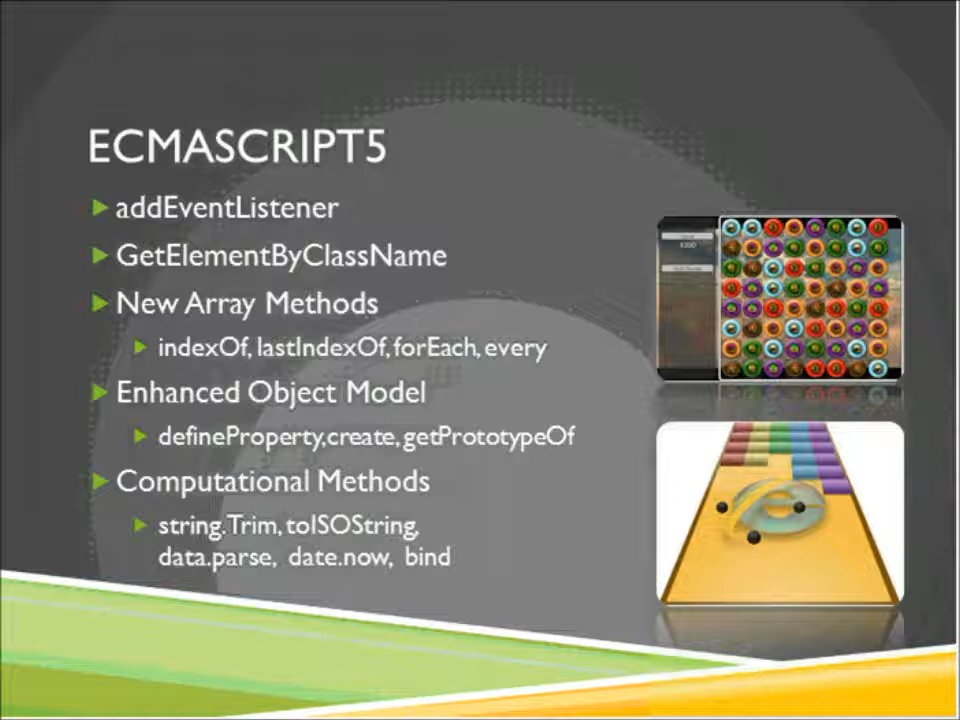 ECMASCRIPT5
addEventListener
GetElementByClassName
New Array Methods
indexOf, lastIndexOf, forEach, every
Enhanced Object Model
defineProperty,create, getPrototypeOf
Computational Methods
string.Trim, toISOString,
data.parse, date.now, bind